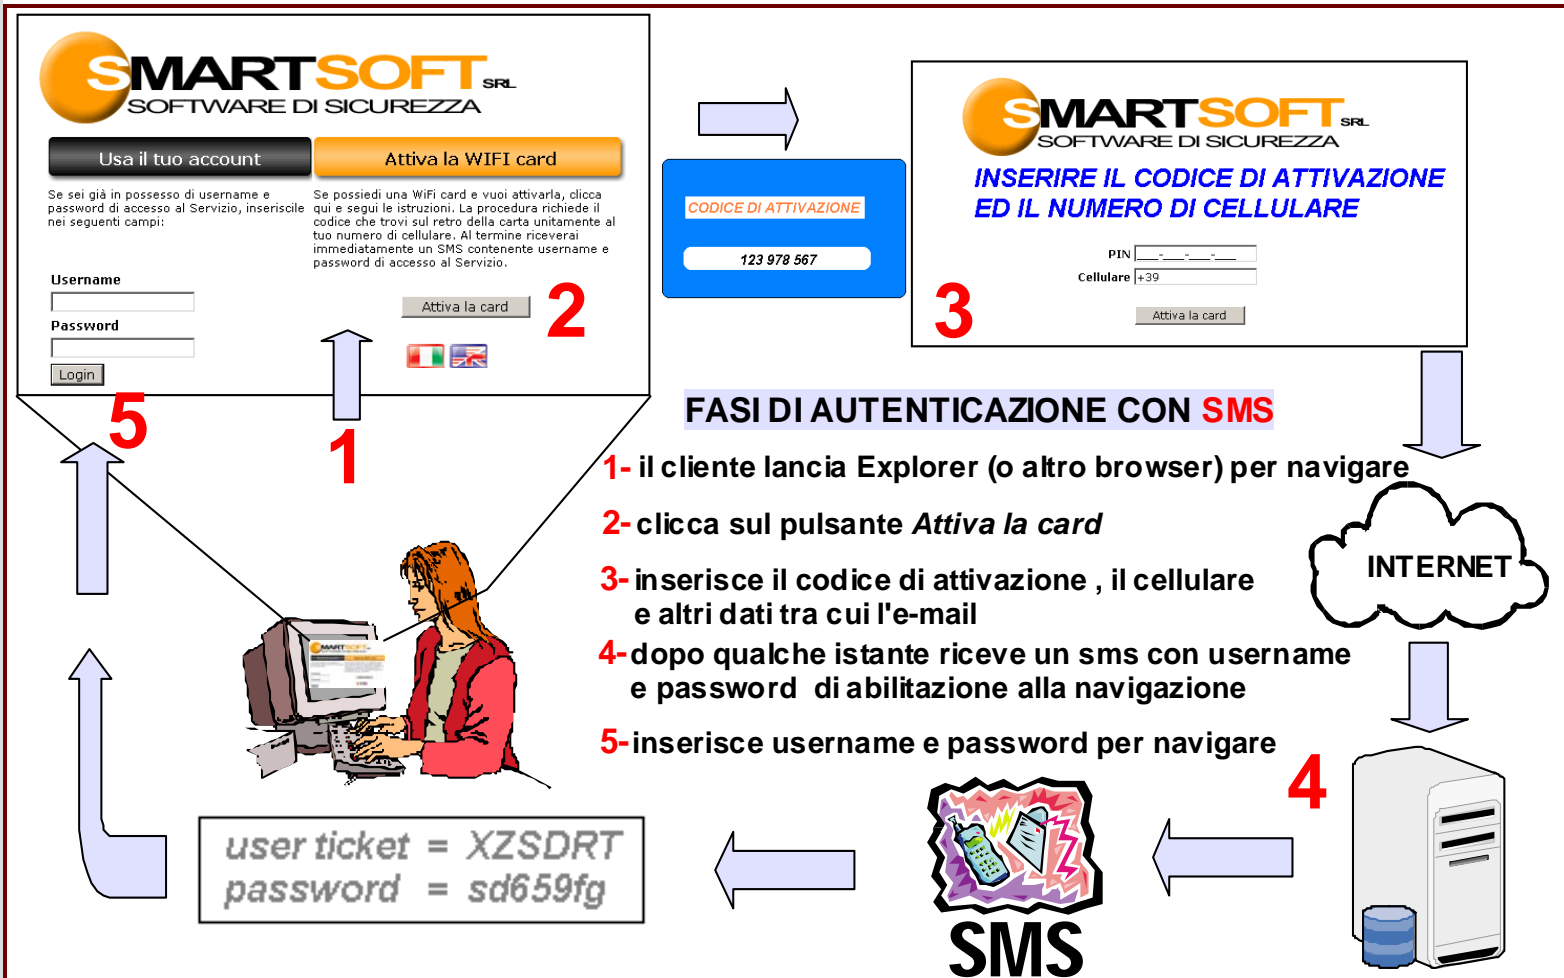 SMARTSOFT SRL
SOFTWARE DI SICUREZZA
Usa il tuo account
Se sei già in possesso di username e
password di accesso al Servizio, inseriscile
nei seguenti campi:
Username
Password
Login
5
Attiva la WIFI card
Se possiedi una WiFi card e vuoi attivarla, clicca
qui e segui le istruzioni. La procedura richiede il
codice che trovi sul retro della carta unitamente al
tuo numero di cellulare. Al termine riceverai
immediatamente un SMS contenente username e
password di accesso al Servizio.
Attiva la card
2
1
CODICE DI ATTIVAZIONE
123 978 567
SMARTSOFT SRL
SOFTWARE DI SICUREZZA
INSERIRE IL CODICE DI ATTIVAZIONE
ED IL NUMERO DI CELLULARE
PIN ___-___-___-___
Cellulare +39
Attiva la card
3
FASI DI AUTENTICAZIONE CON SMS
1- il cliente lancia Explorer (o altro browser) per navigare
2- clicca sul pulsante Attiva la card
3- inserisce il codice di attivazione , il cellulare
e altri dati tra cui l'e-mail
4- dopo qualche istante riceve un sms con username
e password di abilitazione alla navigazione
5- inserisce username e password per navigare
INTERNET
4
SMS
user ticket = XZSDRT
password = sd659fg
SMARTSOFT